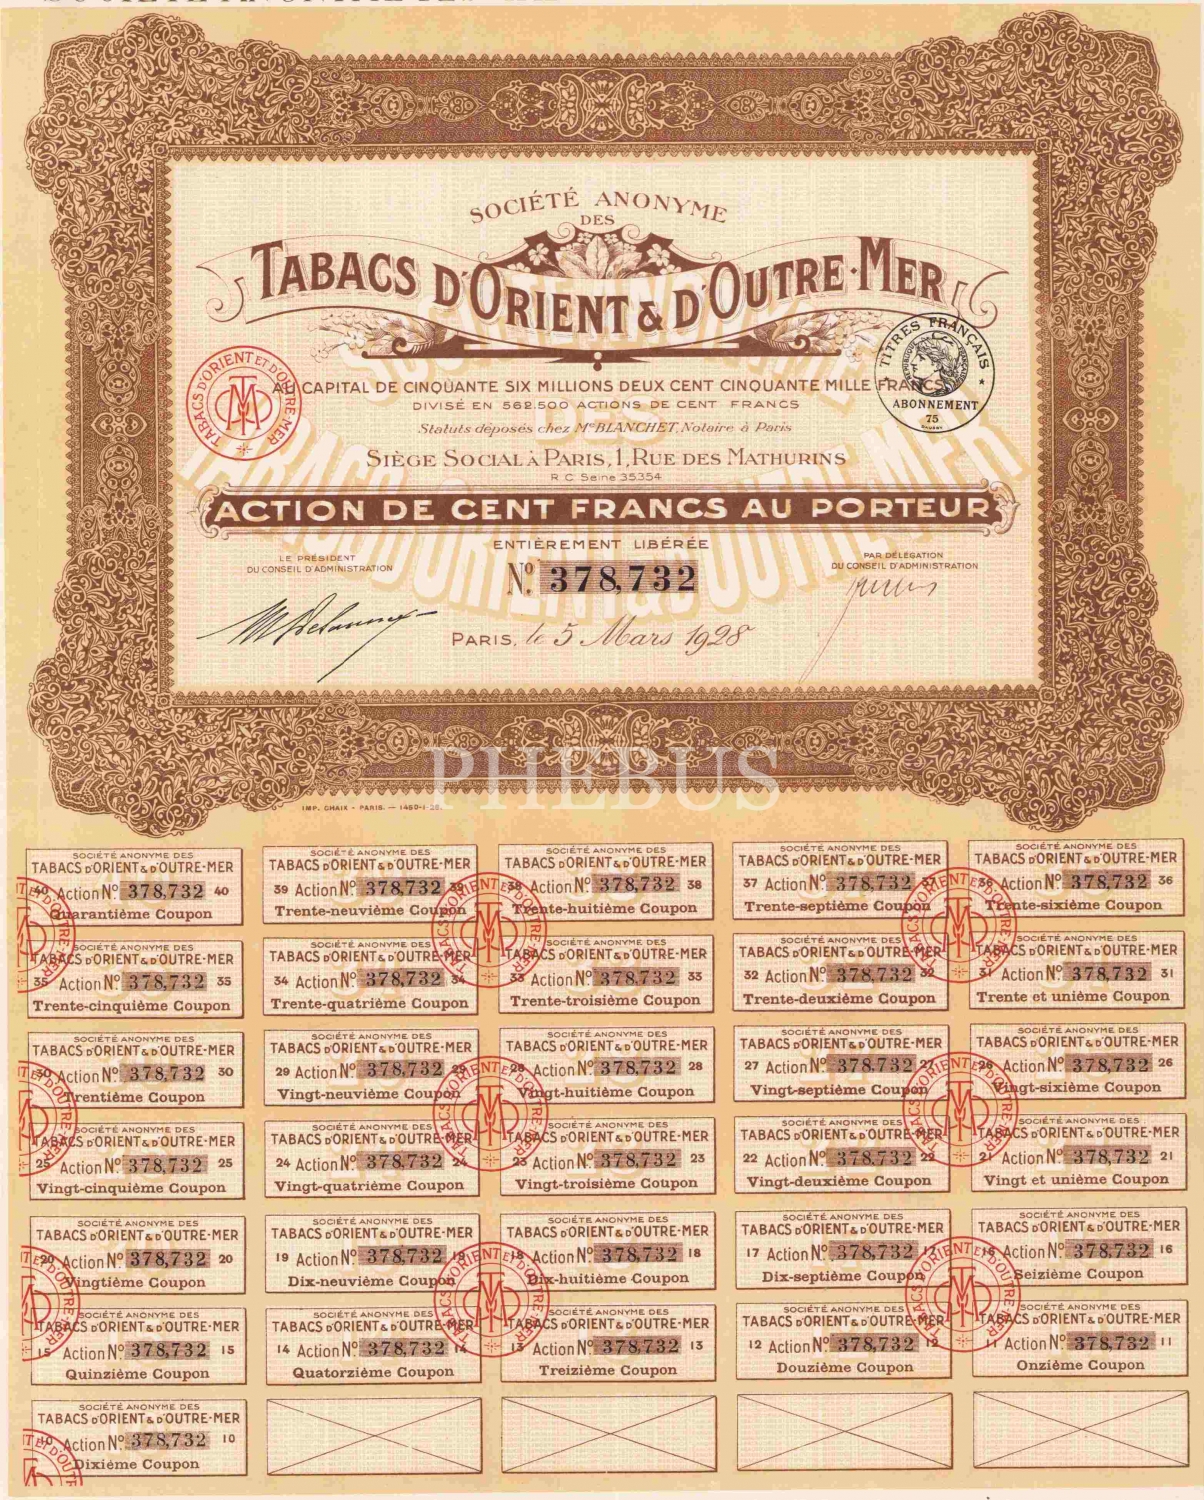 SOCIÉTÉ ANONYME
DES
TABACS D'ORIENT & D'OUTRE-MER
AU CAPITAL DE CINQUANTE SIX MILLIONS DEUX CENT CINQUANTE MILLE FRANCS
DIVISÉ EN 562.500 ACTIONS DE CENT FRANCS
Statuts déposés chez Me BLANCHET, Notaire à Paris
SIÈGE SOCIAL À PARIS, 1, RUE DES MATHURINS
R C Seine 35354
TABACS D'ORIENT ET D'OUTRE-MER
TITRES FRANÇAIS
ABONNEMENT
75
ACTION DE CENT FRANCS AU PORTEUR
ENTIÈREMENT LIBÉRÉE
LE PRÉSIDENT
DU CONSEIL D'ADMINISTRATION
No. 378,732
PAR DÉLÉGATION
DU CONSEIL D'ADMINISTRATION
PARIS, le 5 Mars 1928
PHEBUS
IMP. CHAIX - PARIS. — 1450-1-28.
SOCIÉTÉ ANONYME DES
TABACS D'ORIENT & D'OUTRE-MER
40 Action No. 378,732 40
Quarantième Coupon
SOCIÉTÉ ANONYME DES
TABACS D'ORIENT & D'OUTRE-MER
39 Action No. 378,732 39
Trente-neuvième Coupon
SOCIÉTÉ ANONYME DES
TABACS D'ORIENT & D'OUTRE-MER
38 Action No. 378,732 38
Trente-huitième Coupon
SOCIÉTÉ ANONYME DES
TABACS D'ORIENT & D'OUTRE-MER
37 Action No. 378,732 37
Trente-septième Coupon
SOCIÉTÉ ANONYME DES
TABACS D'ORIENT & D'OUTRE-MER
36 Action No. 378,732 36
Trente-sixième Coupon
SOCIÉTÉ ANONYME DES
TABACS D'ORIENT & D'OUTRE-MER
35 Action No. 378,732 35
Trente-cinquième Coupon
SOCIÉTÉ ANONYME DES
TABACS D'ORIENT & D'OUTRE-MER
34 Action No. 378,732 34
Trente-quatrième Coupon
SOCIÉTÉ ANONYME DES
TABACS D'ORIENT & D'OUTRE-MER
33 Action No. 378,732 33
Trente-troisième Coupon
SOCIÉTÉ ANONYME DES
TABACS D'ORIENT & D'OUTRE-MER
32 Action No. 378,732 32
Trente-deuxième Coupon
SOCIÉTÉ ANONYME DES
TABACS D'ORIENT & D'OUTRE-MER
31 Action No. 378,732 31
Trente et unième Coupon
SOCIÉTÉ ANONYME DES
TABACS D'ORIENT & D'OUTRE-MER
30 Action No. 378,732 30
Trentième Coupon
SOCIÉTÉ ANONYME DES
TABACS D'ORIENT & D'OUTRE-MER
29 Action No. 378,732 29
Vingt-neuvième Coupon
SOCIÉTÉ ANONYME DES
TABACS D'ORIENT & D'OUTRE-MER
28 Action No. 378,732 28
Vingt-huitième Coupon
SOCIÉTÉ ANONYME DES
TABACS D'ORIENT & D'OUTRE-MER
27 Action No. 378,732 27
Vingt-septième Coupon
SOCIÉTÉ ANONYME DES
TABACS D'ORIENT & D'OUTRE-MER
26 Action No. 378,732 26
Vingt-sixième Coupon
SOCIÉTÉ ANONYME DES
TABACS D'ORIENT & D'OUTRE-MER
25 Action No. 378,732 25
Vingt-cinquième Coupon
SOCIÉTÉ ANONYME DES
TABACS D'ORIENT & D'OUTRE-MER
24 Action No. 378,732 24
Vingt-quatrième Coupon
SOCIÉTÉ ANONYME DES
TABACS D'ORIENT & D'OUTRE-MER
23 Action No. 378,732 23
Vingt-troisième Coupon
SOCIÉTÉ ANONYME DES
TABACS D'ORIENT & D'OUTRE-MER
22 Action No. 378,732 22
Vingt-deuxième Coupon
SOCIÉTÉ ANONYME DES
TABACS D'ORIENT & D'OUTRE-MER
21 Action No. 378,732 21
Vingt et unième Coupon
SOCIÉTÉ ANONYME DES
TABACS D'ORIENT & D'OUTRE-MER
20 Action No. 378,732 20
Vingtième Coupon
SOCIÉTÉ ANONYME DES
TABACS D'ORIENT & D'OUTRE-MER
19 Action No. 378,732 19
Dix-neuvième Coupon
SOCIÉTÉ ANONYME DES
TABACS D'ORIENT & D'OUTRE-MER
18 Action No. 378,732 18
Dix-huitième Coupon
SOCIÉTÉ ANONYME DES
TABACS D'ORIENT & D'OUTRE-MER
17 Action No. 378,732 17
Dix-septième Coupon
SOCIÉTÉ ANONYME DES
TABACS D'ORIENT & D'OUTRE-MER
16 Action No. 378,732 16
Seizième Coupon
SOCIÉTÉ ANONYME DES
TABACS D'ORIENT & D'OUTRE-MER
15 Action No. 378,732 15
Quinzième Coupon
SOCIÉTÉ ANONYME DES
TABACS D'ORIENT & D'OUTRE-MER
14 Action No. 378,732 14
Quatorzième Coupon
SOCIÉTÉ ANONYME DES
TABACS D'ORIENT & D'OUTRE-MER
13 Action No. 378,732 13
Treizième Coupon
SOCIÉTÉ ANONYME DES
TABACS D'ORIENT & D'OUTRE-MER
12 Action No. 378,732 12
Douzième Coupon
SOCIÉTÉ ANONYME DES
TABACS D'ORIENT & D'OUTRE-MER
11 Action No. 378,732 11
Onzième Coupon
SOCIÉTÉ ANONYME DES
TABACS D'ORIENT & D'OUTRE-MER
10 Action No. 378,732 10
Dixième Coupon